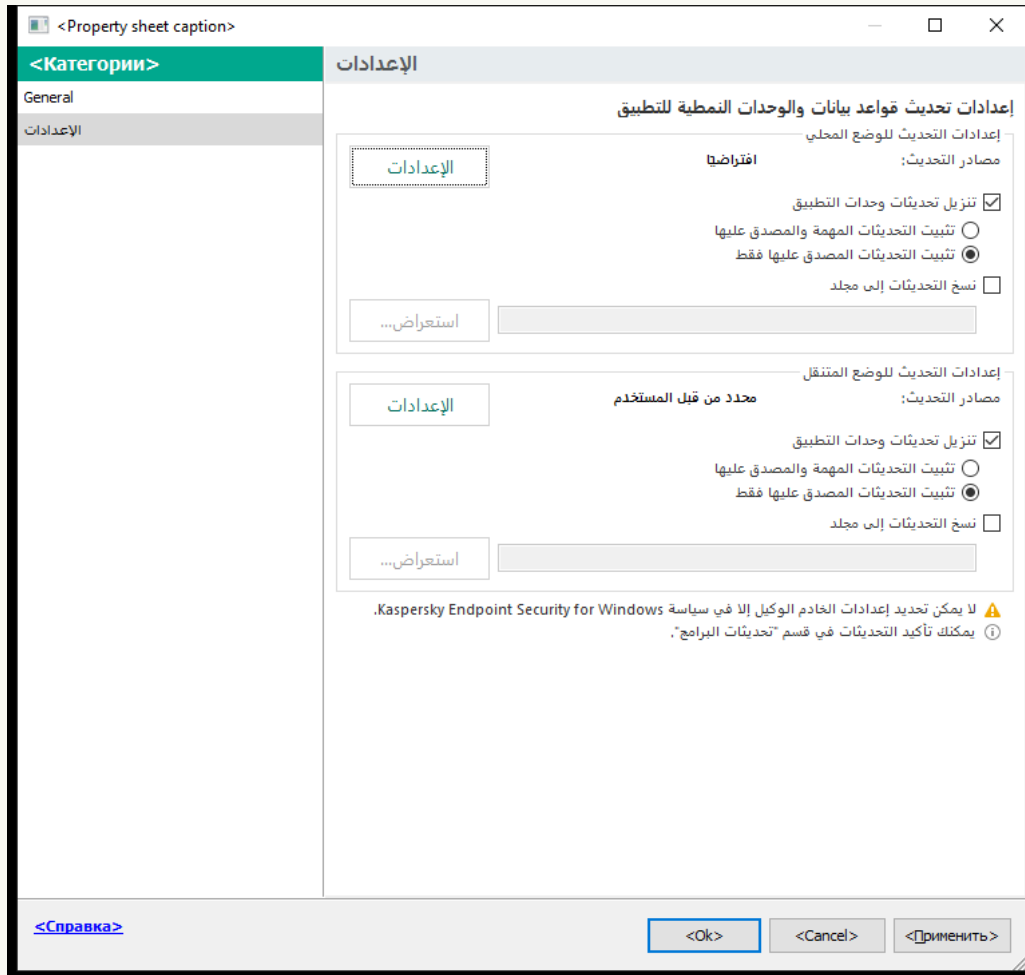 <Property sheet caption>
<Категории>
General
الإعدادات
الإعدادات
إعدادات تحديث قواعد بيانات والوحدات النمطية للتطبيق
إعدادات التحديث للوضع المحلي
مصادر التحديث: افتراضيًا الإعدادات
تنزيل تحديثات وحدات التطبيق
تثبيت التحديثات المهمة والمصدق عليها
تثبيت التحديثات المصدق عليها فقط
نسخ التحديثات إلى مجلد
استعراض...
إعدادات التحديث للوضع المتنقل
مصادر التحديث: محدد من قبل المستخدم الإعدادات
تنزيل تحديثات وحدات التطبيق
تثبيت التحديثات المهمة والمصدق عليها
تثبيت التحديثات المصدق عليها فقط
نسخ التحديثات إلى مجلد
استعراض...
لا يمكن تحديد إعدادات الخادم الوكيل إلا في سياسة Kaspersky Endpoint Security for Windows.
يمكنك تأكيد التحديثات في قسم "تحديثات البرامج".
<Справка>
<Ok> <Cancel> <Применить>